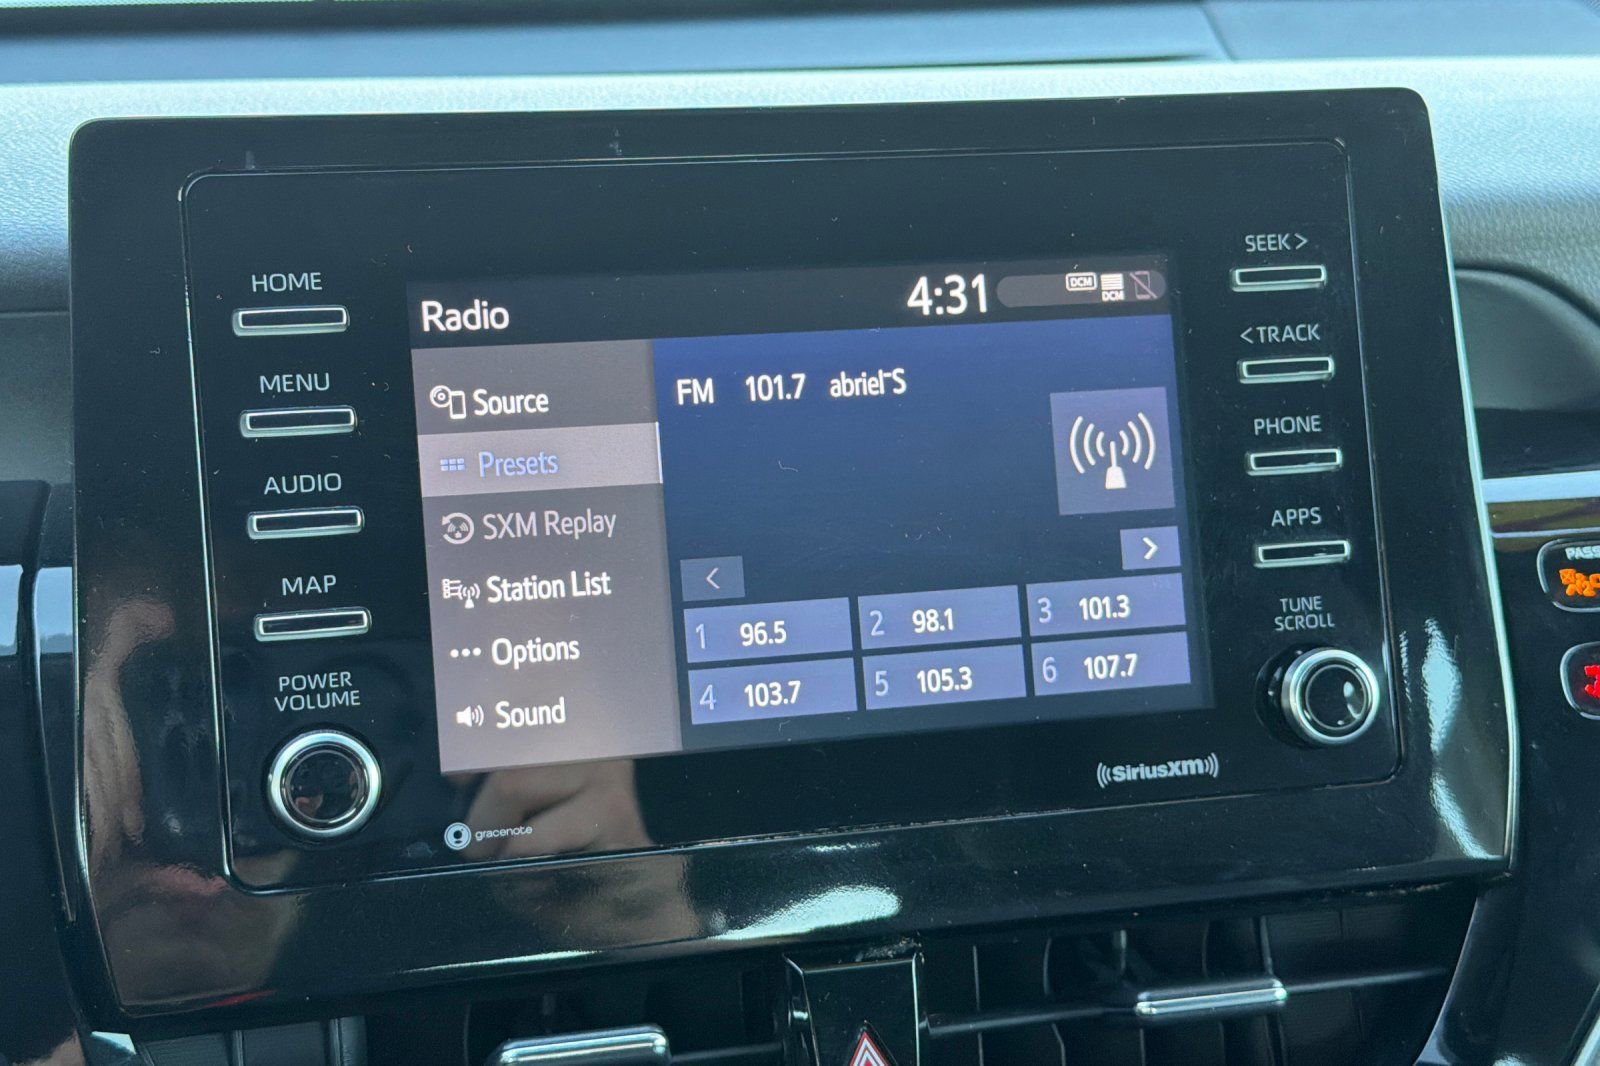 HOME
MENU
AUDIO
MAP
POWER
VOLUME
Radio
4:31
DCM
DCM
Source
Presets
SXM Replay
Station List
Options
Sound
FM 101.7 abriel-S
<
>
1 96.5
2 98.1
3 101.3
4 103.7
5 105.3
6 107.7
gracenote
((SiriusXM))
SEEK >
< TRACK
PHONE
APPS
TUNE
SCROLL
PASS